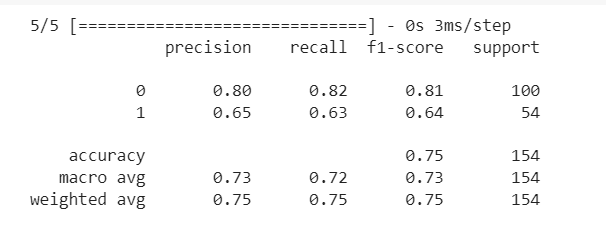 5/5 [==============================] - 0s 3ms/step
precision recall f1-score support
0 0.80 0.82 0.81 100
1 0.65 0.63 0.64 54
accuracy 0.75 154
macro avg 0.73 0.72 0.73 154
weighted avg 0.75 0.75 0.75 154